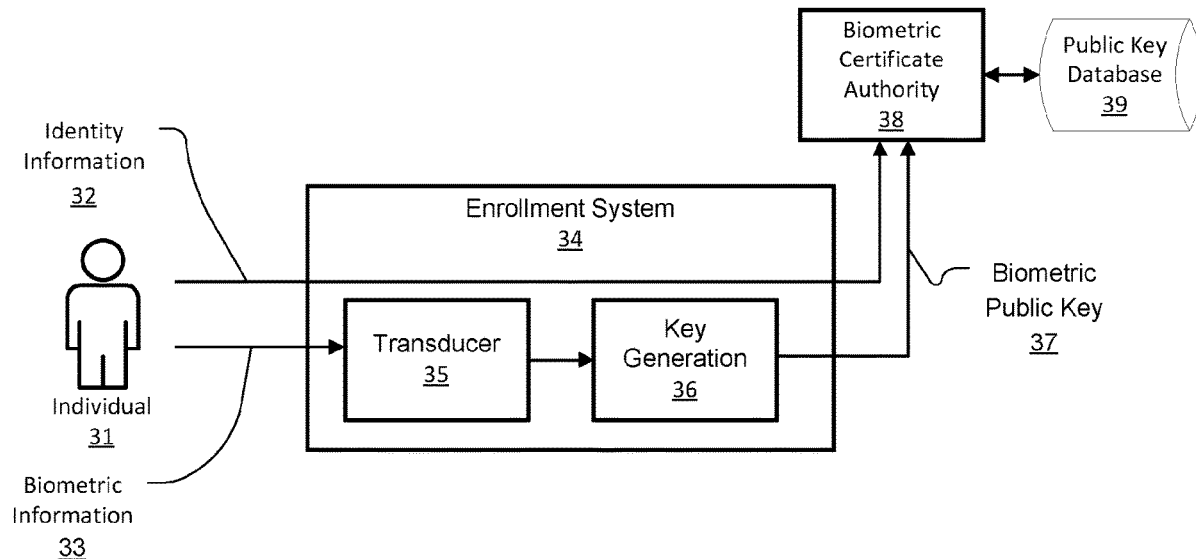 Biometric
Certificate
Authority
38
Public Key
Database
39
Identity
Information
32
Enrollment System
34
Transducer
35
Key
Generation
36
Biometric
Public Key
37
Individual
31
Biometric
Information
33